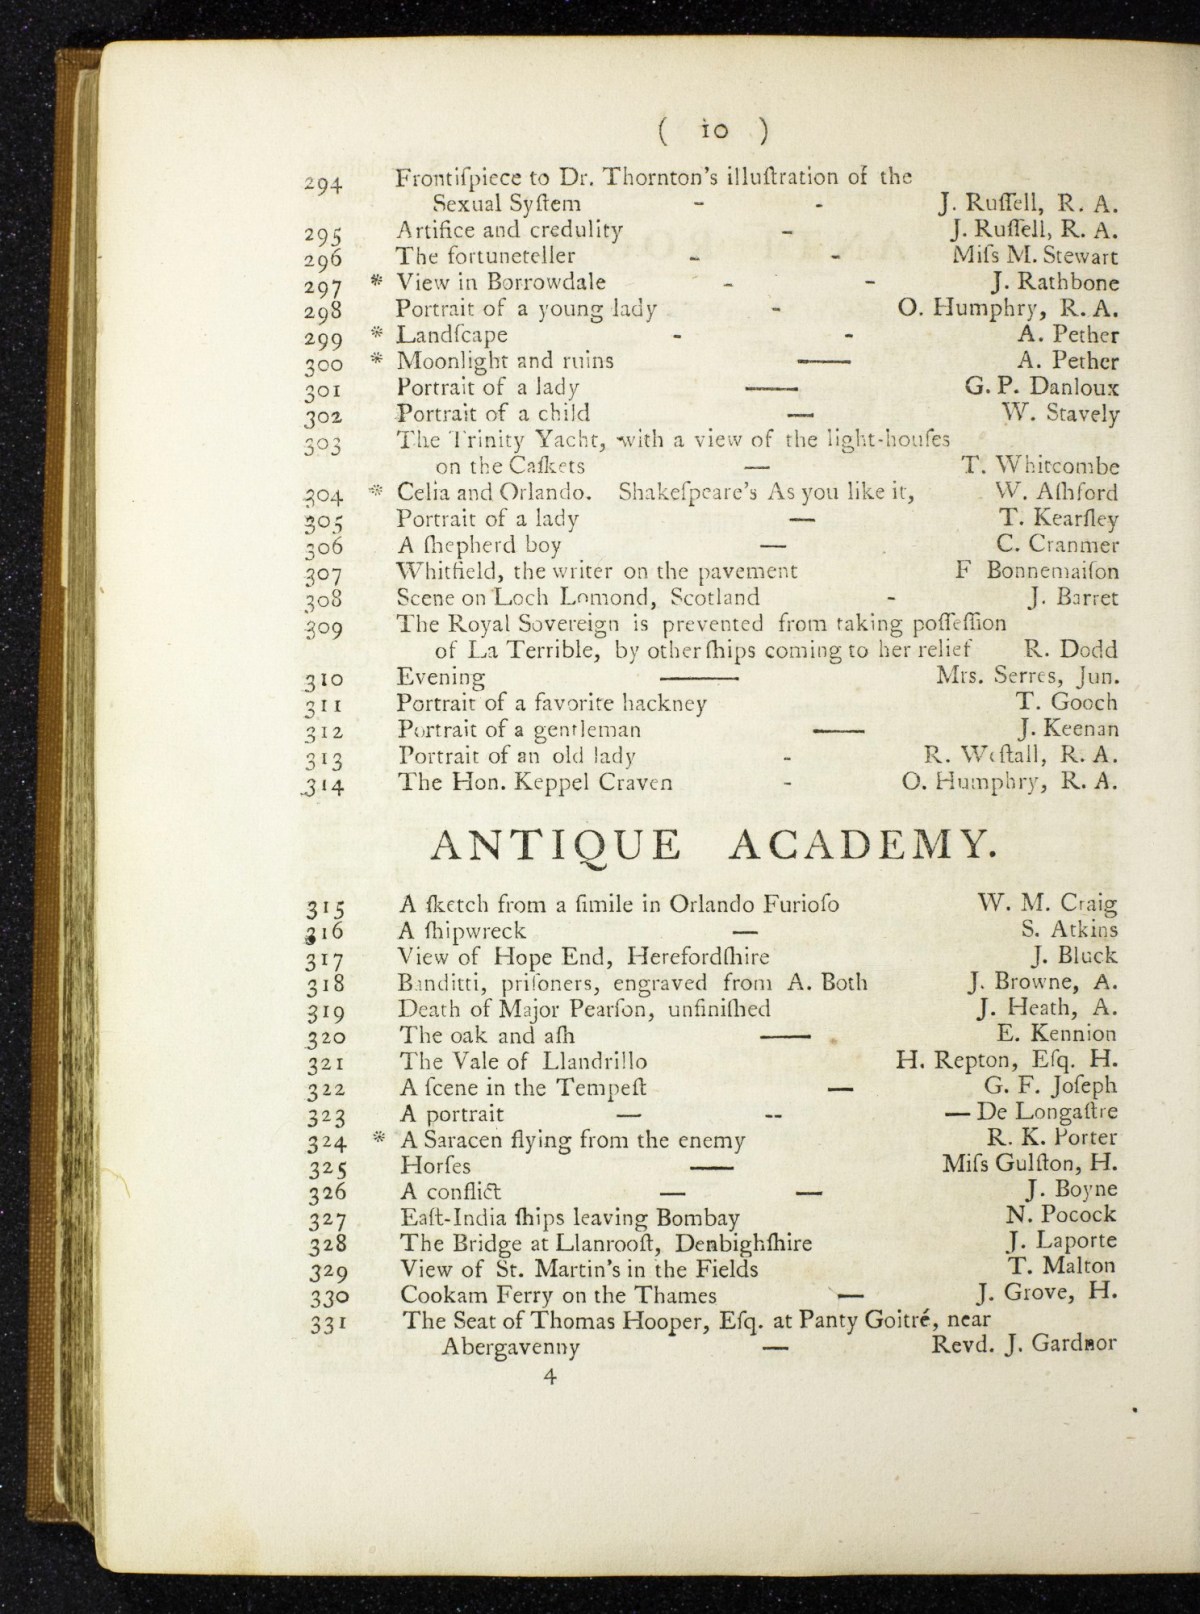 ( 10 )
294 Frontiſpiece to Dr. Thornton's illuſtration of the
Sexual Syſtem - - J. Ruſſell, R. A.
295 Artifice and credulity - J. Ruſſell, R. A.
296 The fortuneteller - - Miſs M. Stewart
297 * View in Borrowdale - - J. Rathbone
298 Portrait of a young lady - O. Humphry, R. A.
299 * Landſcape - - A. Pether
300 * Moonlight and ruins — A. Pether
301 Portrait of a lady — G. P. Danloux
302 Portrait of a child — W. Stavely
303 The Trinity Yacht, with a view of the light-houſes
on the Caſkets — T. Whitcombe
304 * Celia and Orlando. Shakeſpeare's As you like it, W. Aſhford
305 Portrait of a lady — T. Kearſley
306 A ſhepherd boy — C. Cranmer
307 Whitfield, the writer on the pavement F Bonnemaiſon
308 Scene on Loch Lomond, Scotland - J. Barret
309 The Royal Sovereign is prevented from taking poſſeſſion
of La Terrible, by other ſhips coming to her relief R. Dodd
310 Evening — Mrs. Serres, Jun.
311 Portrait of a favorite hackney T. Gooch
312 Portrait of a gentleman — J. Keenan
313 Portrait of an old lady - R. Weſtall, R. A.
314 The Hon. Keppel Craven - O. Humphry, R. A.
ANTIQUE ACADEMY.
315 A ſketch from a ſimile in Orlando Furioſo W. M. Craig
316 A ſhipwreck — S. Atkins
317 View of Hope End, Herefordſhire J. Bluck
318 Banditti, priſoners, engraved from A. Both J. Browne, A.
319 Death of Major Pearſon, unfiniſhed J. Heath, A.
320 The oak and aſh — E. Kennion
321 The Vale of Llandrillo H. Repton, Eſq. H.
322 A ſcene in the Tempeſt — G. F. Joſeph
323 A portrait — -- — De Longaſtre
324 * A Saracen flying from the enemy R. K. Porter
325 Horſes — Miſs Gulſton, H.
326 A conflict — — J. Boyne
327 Eaſt-India ſhips leaving Bombay N. Pocock
328 The Bridge at Llanrooſt, Denbighſhire J. Laporte
329 View of St. Martin's in the Fields T. Malton
330 Cookam Ferry on the Thames — J. Grove, H.
331 The Seat of Thomas Hooper, Eſq. at Panty Goitré, near
Abergavenny — Revd. J. Gardnor
4